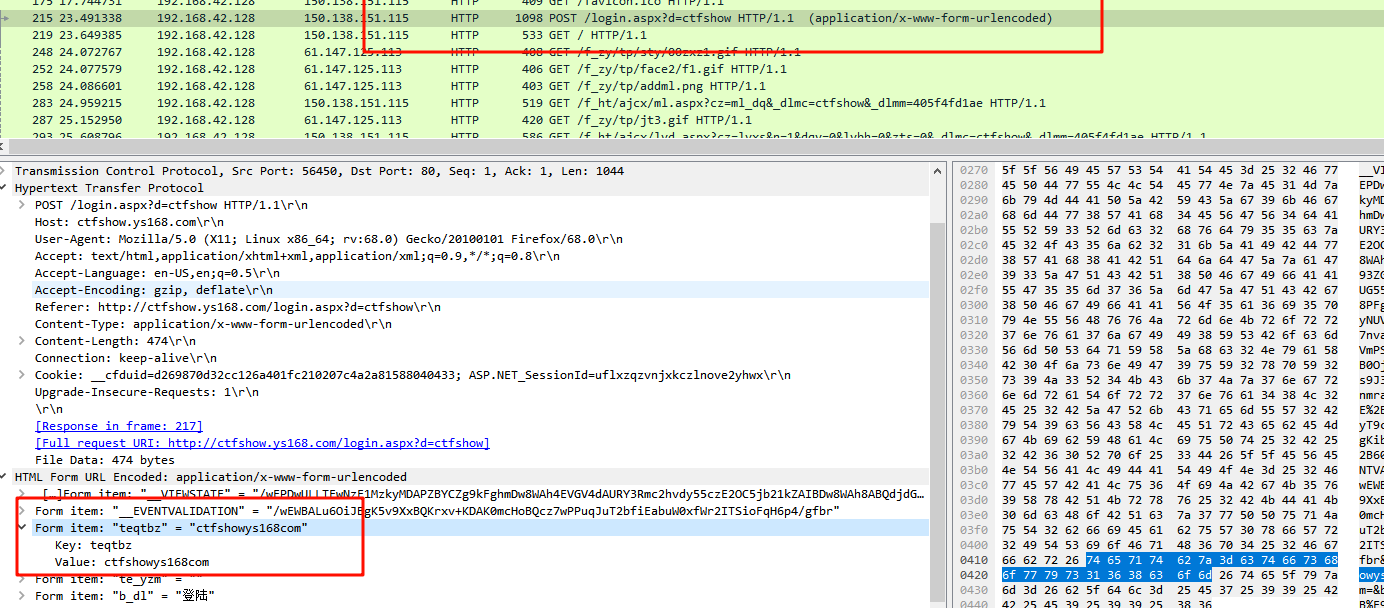 175 17.744751 192.168.42.128 150.138.151.115 HTTP 409 GET /favicon.ico HTTP/1.1
215 23.491338 192.168.42.128 150.138.151.115 HTTP 1098 POST /login.aspx?d=ctfshow HTTP/1.1 (application/x-www-form-urlencoded)
219 23.649385 192.168.42.128 150.138.151.115 HTTP 533 GET / HTTP/1.1
248 24.072767 192.168.42.128 61.147.125.113 HTTP 408 GET /f_zy/tp/sty/00zxz1.gif HTTP/1.1
252 24.077579 192.168.42.128 61.147.125.113 HTTP 406 GET /f_zy/tp/face2/f1.gif HTTP/1.1
258 24.086601 192.168.42.128 61.147.125.113 HTTP 403 GET /f_zy/tp/addml.png HTTP/1.1
283 24.959215 192.168.42.128 150.138.151.115 HTTP 519 GET /f_ht/ajcx/ml.aspx?cz=ml_dq&_dlmc=ctfshow&_dlmm=405f4fd1ae HTTP/1.1
287 25.152950 192.168.42.128 61.147.125.113 HTTP 420 GET /f_zy/tp/jt3.gif HTTP/1.1
293 25.608796 192.168.42.128 150.138.151.115 HTTP 586 GET /f_ht/ajcx/lyd.aspx?cz=lyxs&n=1&dqy=0&lybh=0&zts=0&_dlmc=ctfshow&_dlmm=405f4fd1ae HTTP/1.1
Transmission Control Protocol, Src Port: 56450, Dst Port: 80, Seq: 1, Ack: 1, Len: 1044
Hypertext Transfer Protocol
POST /login.aspx?d=ctfshow HTTP/1.1\r\n
Host: ctfshow.ys168.com\r\n
User-Agent: Mozilla/5.0 (X11; Linux x86_64; rv:68.0) Gecko/20100101 Firefox/68.0\r\n
Accept: text/html,application/xhtml+xml,application/xml;q=0.9,*/*;q=0.8\r\n
Accept-Language: en-US,en;q=0.5\r\n
Accept-Encoding: gzip, deflate\r\n
Referer: http://ctfshow.ys168.com/login.aspx?d=ctfshow\r\n
Content-Type: application/x-www-form-urlencoded\r\n
Content-Length: 474\r\n
Connection: keep-alive\r\n
Cookie: __cfduid=d269870d32cc126a401fc210207c4a2a81588040433; ASP.NET_SessionId=uflxzqzvnjxkczlnove2yhwx\r\n
Upgrade-Insecure-Requests: 1\r\n
\r\n
[Response in frame: 217]
[Full request URI: http://ctfshow.ys168.com/login.aspx?d=ctfshow]
File Data: 474 bytes
HTML Form URL Encoded: application/x-www-form-urlencoded
[…]Form item: "__VIEWSTATE" = "/wEPDwULLTEwNzE1MzkyMDAPZBYCZg9kFghmDw8WAh4EVGV4dAURY3Rmc2hvdy55czE2OC5jb21kZAIBDw8WAh8ABQdjdG…
Form item: "__EVENTVALIDATION" = "/wEWBALu6OiJBgK5v9XxBQKrxv+KDAK0mcHoBQcz7wPPuqJuT2bfiEabuW0xfWr2ITSioFqH6p4/gfbr"
Form item: "teqtbz" = "ctfshowys168com"
Key: teqtbz
Value: ctfshowys168com
Form item: "te_yzm" = ""
Form item: "b_dl" = "登陆"
0270 5f 5f 56 49 45 57 53 54 41 54 45 3d 25 32 46 77 __VI
0280 45 50 44 77 55 4c 4c 54 45 77 4e 7a 45 31 4d 7a EPDw
0290 6b 79 4d 44 41 50 5a 42 59 43 5a 67 39 6b 46 67 kyMD
02a0 68 6d 44 77 38 57 41 68 34 45 56 47 56 34 64 41 hmDw
02b0 55 52 59 33 52 6d 63 32 68 76 64 79 35 35 63 7a URY3
02c0 45 32 4f 43 35 6a 62 32 31 6b 5a 41 49 42 44 77 E2OC
02d0 38 57 41 68 38 41 42 51 64 6a 64 47 5a 7a 61 47 8WAh
02e0 39 33 5a 47 51 43 42 51 38 50 46 67 49 66 41 41 93ZG
02f0 55 47 35 35 6d 37 36 5a 6d 47 5a 47 51 43 42 67 UG55
0300 38 50 46 67 49 66 41 41 56 4f 35 61 36 69 35 70 8PFg
0310 79 4e 55 56 48 76 76 4a 72 6d 6e 4b 72 6f 72 72 yNUV
0320 37 6e 76 61 37 6a 67 49 49 38 59 53 42 6f 63 6d 7nva
0330 56 6d 50 53 64 71 59 58 5a 68 63 32 4e 79 61 58 VmPS
0340 42 30 4f 6a 73 6e 49 47 39 75 59 32 78 70 59 32 B0Oj
0350 73 39 4a 33 52 34 4b 43 6b 37 4a 7a 37 6e 67 72 s9J3
0360 6e 6d 72 61 54 6f 72 72 37 6e 76 61 34 38 4c 32 nmra
0370 45 25 32 42 5a 47 52 6b 43 71 65 6d 55 57 32 42 E%2B
0380 79 54 39 63 56 43 58 4c 45 51 72 43 65 62 45 4d yT9c
0390 67 4b 69 62 59 48 61 4c 69 75 50 74 25 32 42 25 gKib
03a0 32 42 36 30 52 70 6f 25 33 44 26 5f 5f 45 56 45 2B60
03b0 4e 54 56 41 4c 49 44 41 54 49 4f 4e 3d 25 32 46 NTVA
03c0 77 45 57 42 41 4c 75 36 4f 69 4a 42 67 4b 35 76 wEWB
03d0 39 58 78 42 51 4b 72 78 76 25 32 42 4b 44 41 4b 9XxB
03e0 30 6d 63 48 6f 42 51 63 7a 37 77 50 50 75 71 4a 0mcH
03f0 75 54 32 62 66 69 45 61 62 75 57 30 78 66 57 72 uT2b
0400 32 49 54 53 69 6f 46 71 48 36 70 34 25 32 46 67 2ITS
0410 66 62 72 26 74 65 71 74 62 7a 3d 63 74 66 73 68 fbr&
0420 6f 77 79 73 31 36 38 63 6f 6d 26 74 65 5f 79 7a owys
0430 6d 3d 26 62 5f 64 6c 3d 25 45 37 25 39 39 25 42 m=&b
0440 42 25 45 39 25 39 39 25 38 36 B%E9